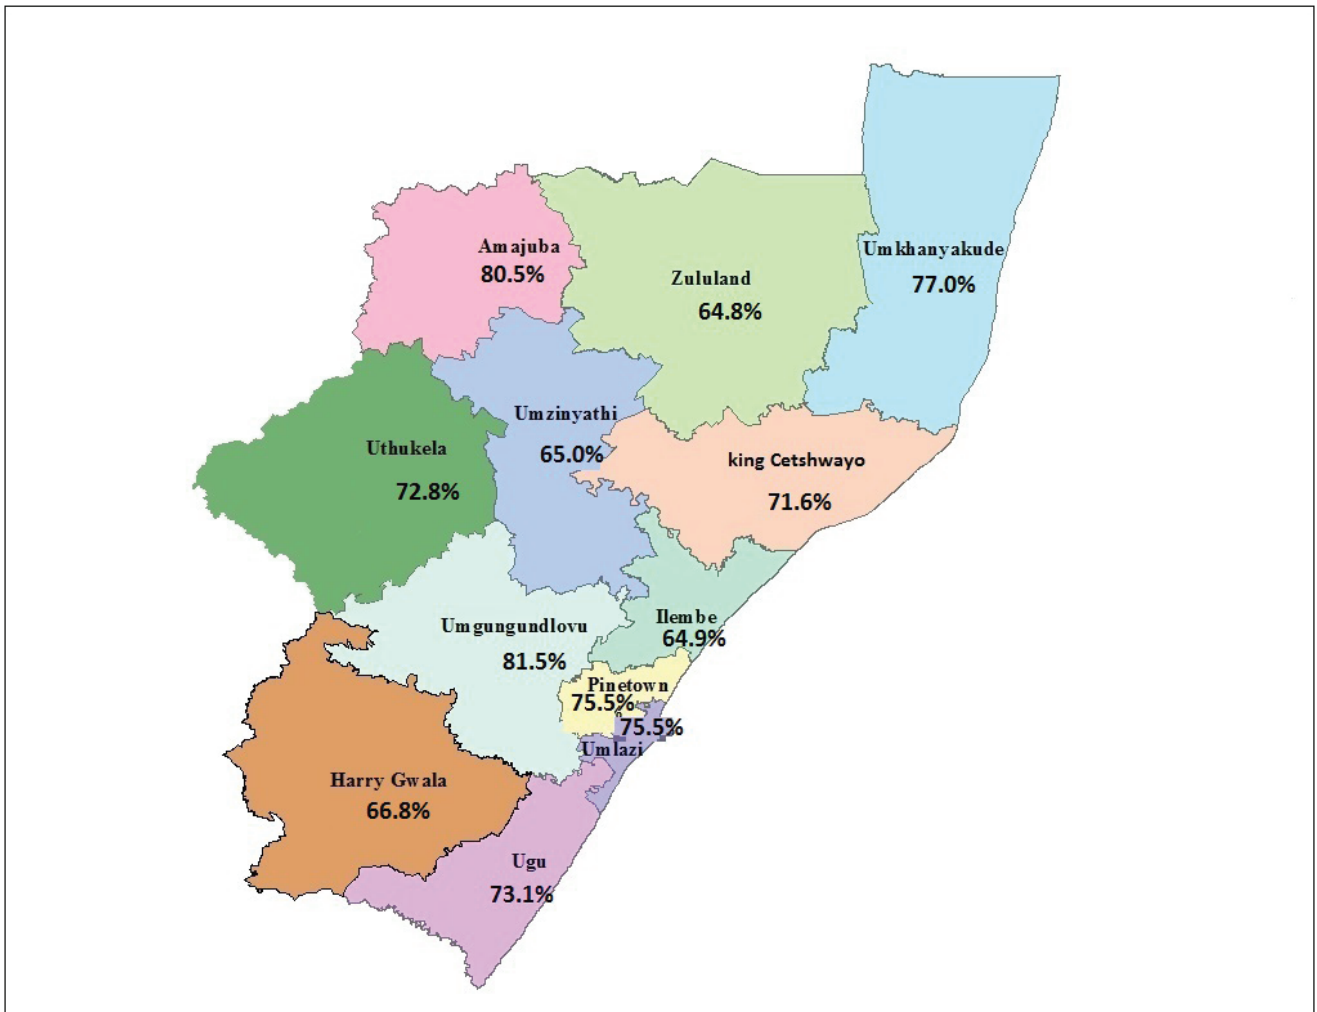 Amajuba
80.5%
Zululand
64.8%
Umkhanyakude
77.0%
Umzinyathi
65.0%
Uthukela
72.8%
king Cetshwayo
71.6%
Ilembe
64.9%
Umgungundlovu
81.5%
Pinetown
75.5%
75.5%
Umlazi
Harry Gwala
66.8%
Ugu
73.1%